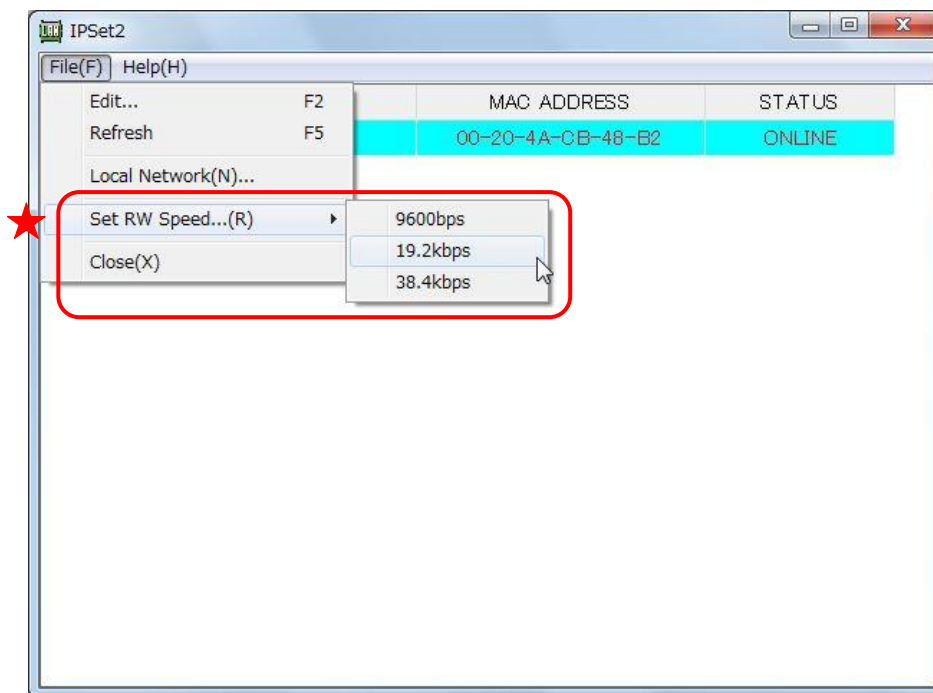 IPSet2
File(F) Help(H)
Edit... F2
Refresh F5
Local Network(N)...
Set RW Speed...(R)
Close(X)
9600bps
19.2kbps
38.4kbps
MAC ADDRESS STATUS
00-20-4A-CB-48-B2 ONLINE